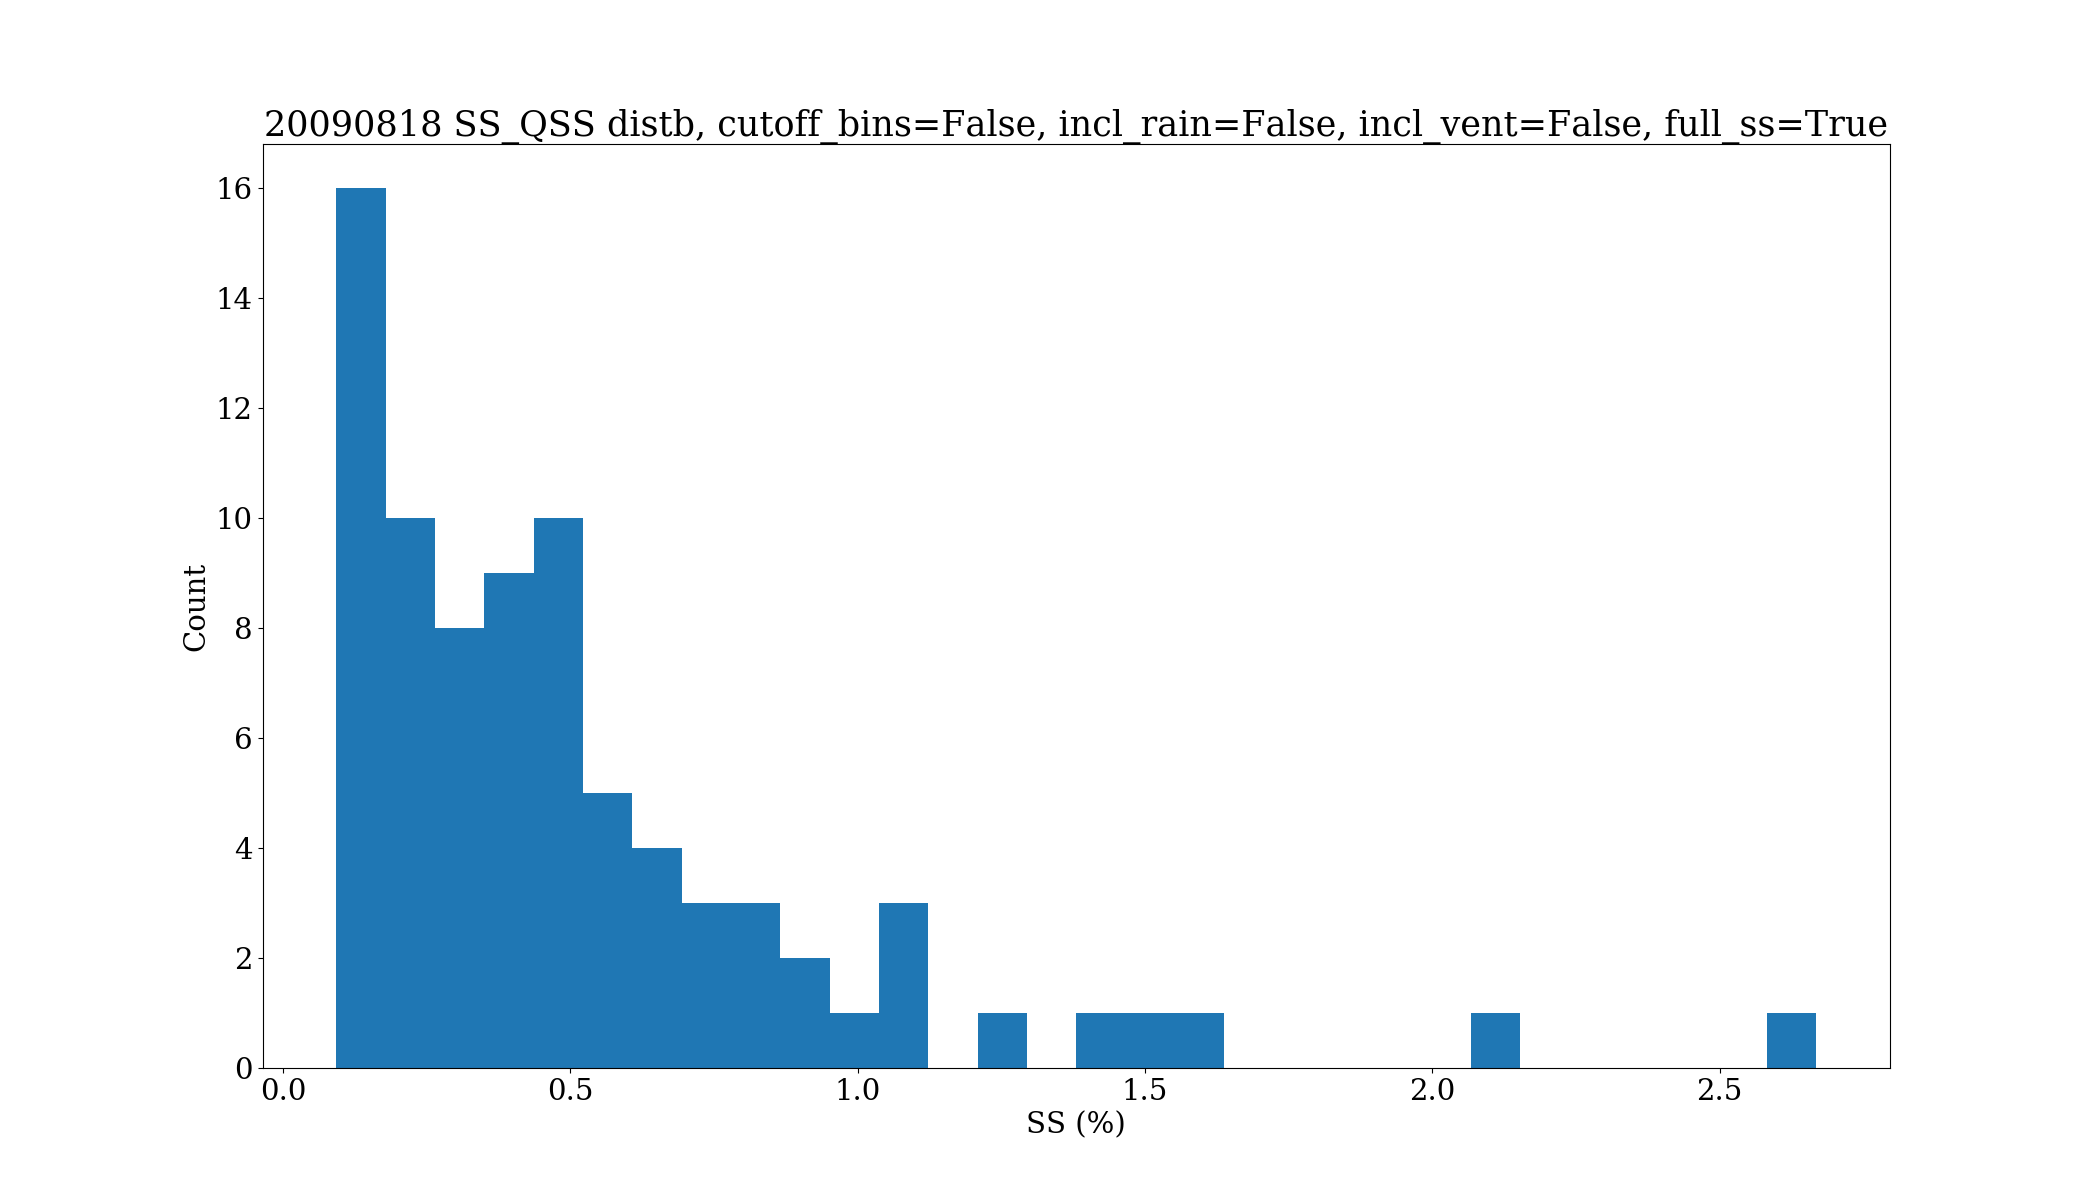 20090818 SS_QSS distb, cutoff_bins=False, incl_rain=False, incl_vent=False, full_ss=True
16
14
12
10
8
6
4
2
0
Count
0.0 0.5 1.0 1.5 2.0 2.5
SS (%)